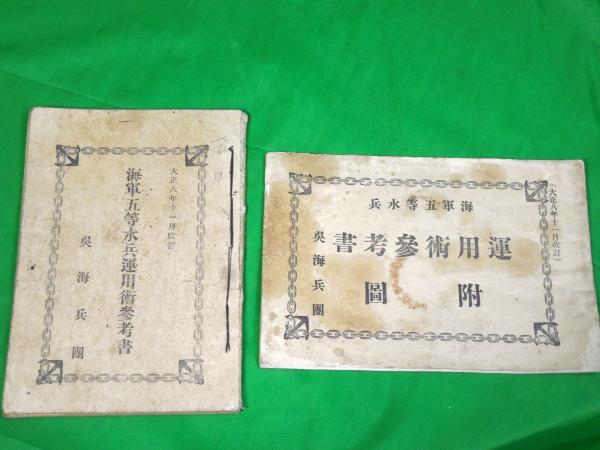 大正八年十一月改訂
海軍五等水兵運用術參考書
吳海兵團
(大正八年十一月改訂)
海軍五等水兵
運用術參考書
附圖
吳海兵團